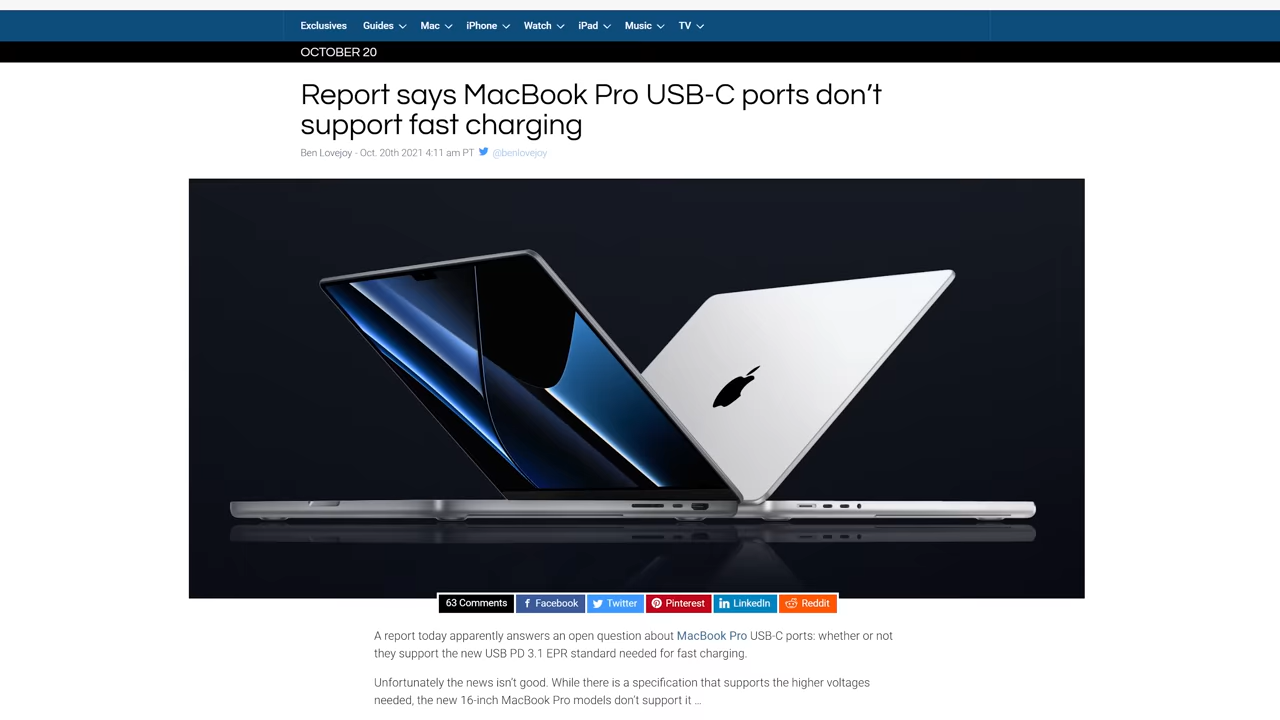 Exclusives Guides Mac iPhone Watch iPad Music TV
OCTOBER 20
Report says MacBook Pro USB-C ports don’t
support fast charging
Ben Lovejoy - Oct. 20th 2021 4:11 am PT @benlovejoy
63 Comments Facebook Twitter Pinterest LinkedIn Reddit
A report today apparently answers an open question about MacBook Pro USB-C ports: whether or not
they support the new USB PD 3.1 EPR standard needed for fast charging.
Unfortunately the news isn’t good. While there is a specification that supports the higher voltages
needed, the new 16-inch MacBook Pro models don’t support it ...